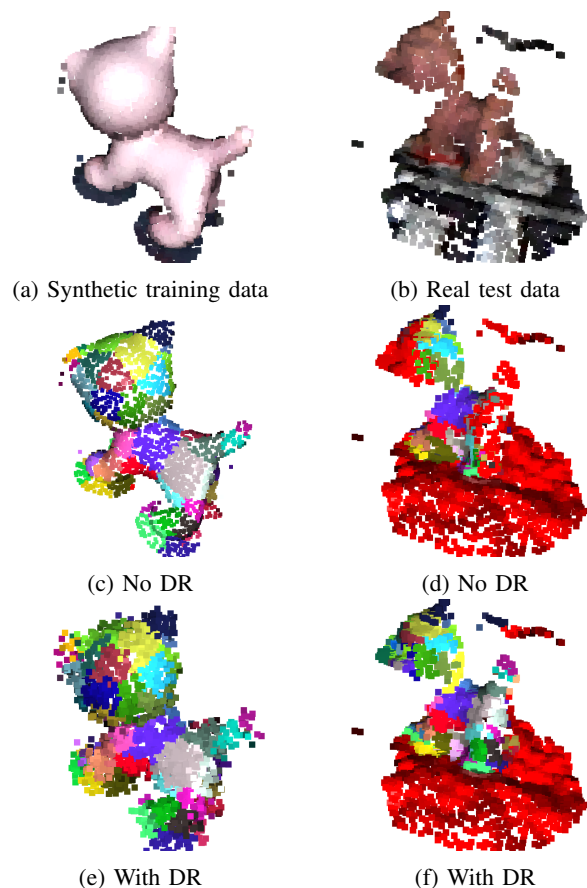 (a) Synthetic training data
(b) Real test data
(c) No DR
(d) No DR
(e) With DR
(f) With DR